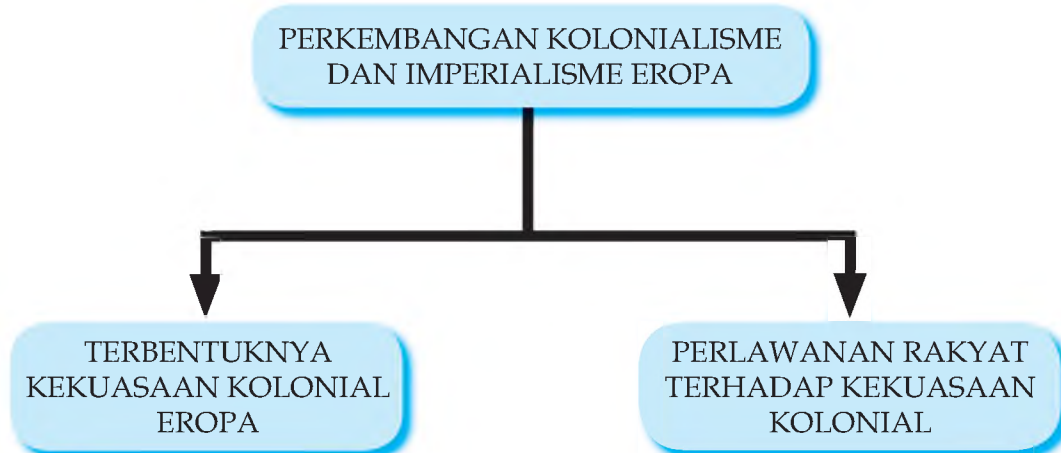 PERKEMBANGAN KOLONIALISME
DAN IMPERIALISME EROPA
TERBENTUKNYA
KEKUASAAN KOLONIAL
EROPA
PERLAWANAN RAKYAT
TERHADAP KEKUASAAN
KOLONIAL